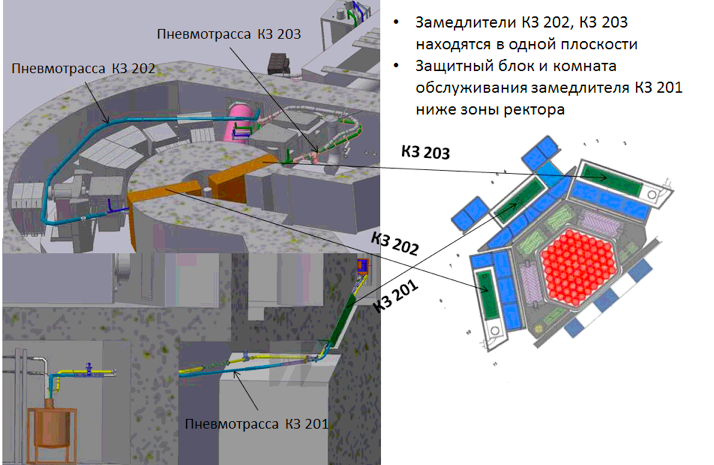 Пневмотрасса КЗ 203
Пневмотрасса КЗ 202
• Замедлители КЗ 202, КЗ 203
находятся в одной плоскости
• Защитный блок и комната
обслуживания замедлителя КЗ 201
ниже зоны ректора
КЗ 203
КЗ 202
КЗ 201
Пневмотрасса КЗ 201